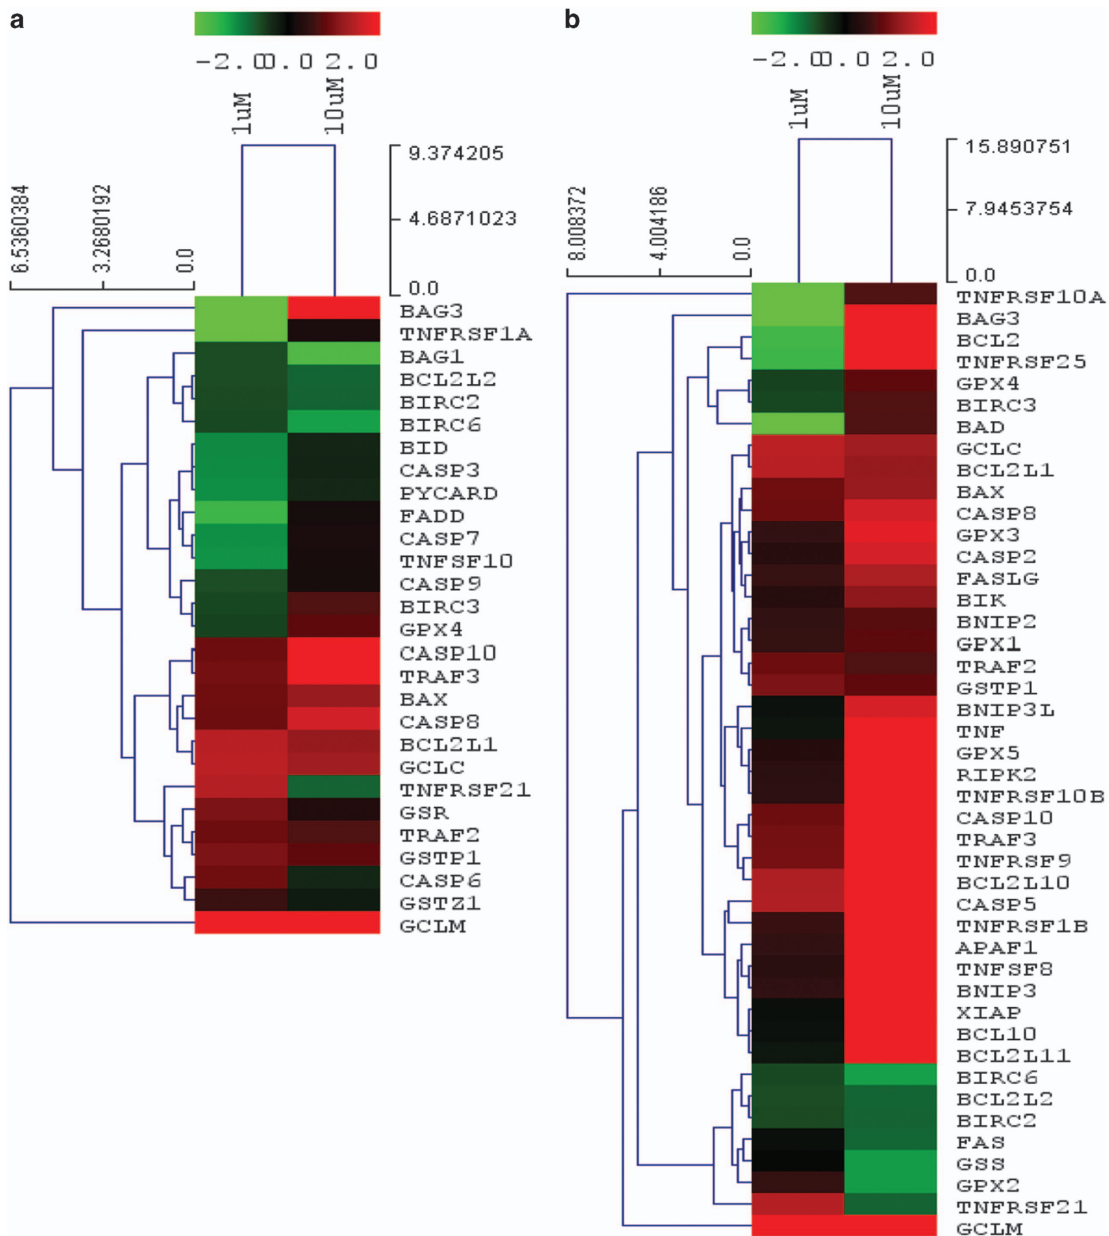 a
-2.0 0.0 2.0
1uM
10uM
9.374205
4.6871023
0.0
6.5360384
3.2680192
0.0
BAG3
TNFRSF1A
BAG1
BCL2L2
BIRC2
BIRC6
BID
CASP3
PYCARD
FADD
CASP7
TNFSF10
CASP9
BIRC3
GPX4
CASP10
TRAF3
BAX
CASP8
BCL2L1
GCLC
TNFRSF21
GSR
TRAF2
GSTP1
CASP6
GSTZ1
GCLM
b
-2.0 0.0 2.0
1uM
10uM
15.890751
7.9453754
0.0
8.008372
4.004186
0.0
TNFRSF10A
BAG3
BCL2
TNFRSF25
GPX4
BIRC3
BAD
GCLC
BCL2L1
BAX
CASP8
GPX3
CASP2
FASLG
BIK
BNIP2
GPX1
TRAF2
GSTP1
BNIP3L
TNF
GPX5
RIPK2
TNFRSF10B
CASP10
TRAF3
TNFRSF9
BCL2L10
CASP5
TNFRSF1B
APAF1
TNFSF8
BNIP3
XIAP
BCL10
BCL2L11
BIRC6
BCL2L2
BIRC2
FAS
GSS
GPX2
TNFRSF21
GCLM